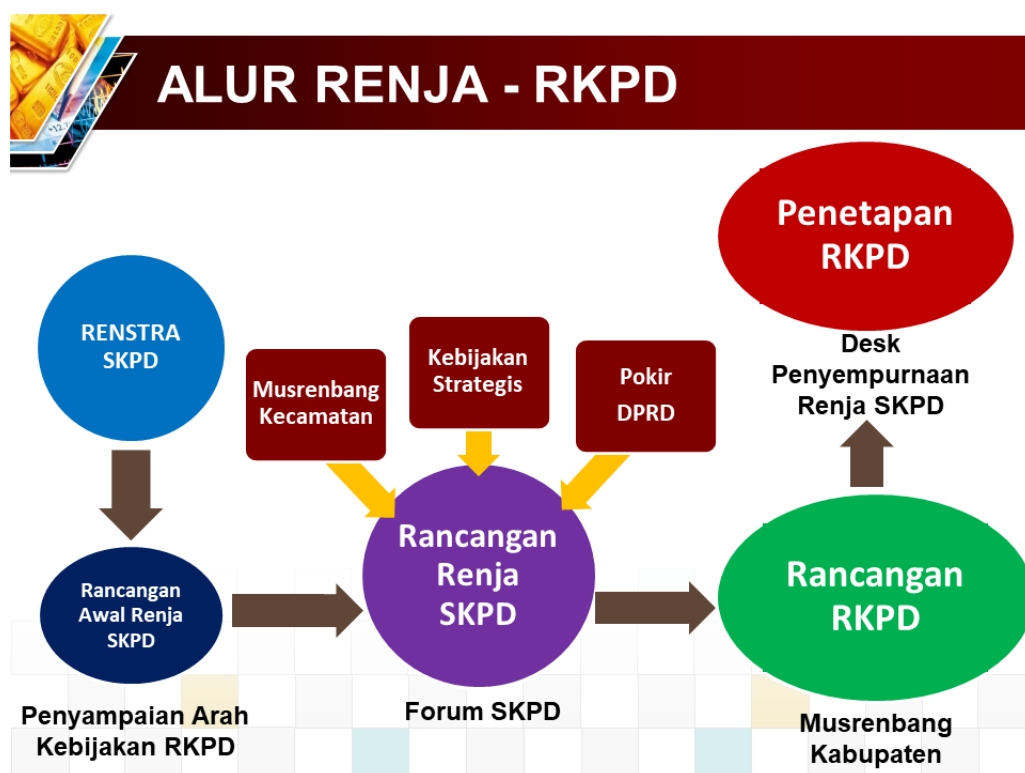 ALUR RENJA - RKPD
RENSTRA
SKPD
Rancangan
Awal Renja
SKPD
Penyampaian Arah
Kebijakan RKPD
Musrenbang
Kecamatan
Kebijakan
Strategis
Pokir
DPRD
Rancangan
Renja
SKPD
Forum SKPD
Rancangan
RKPD
Musrenbang
Kabupaten
Penetapan
RKPD
Desk
Penyempurnaan
Renja SKPD